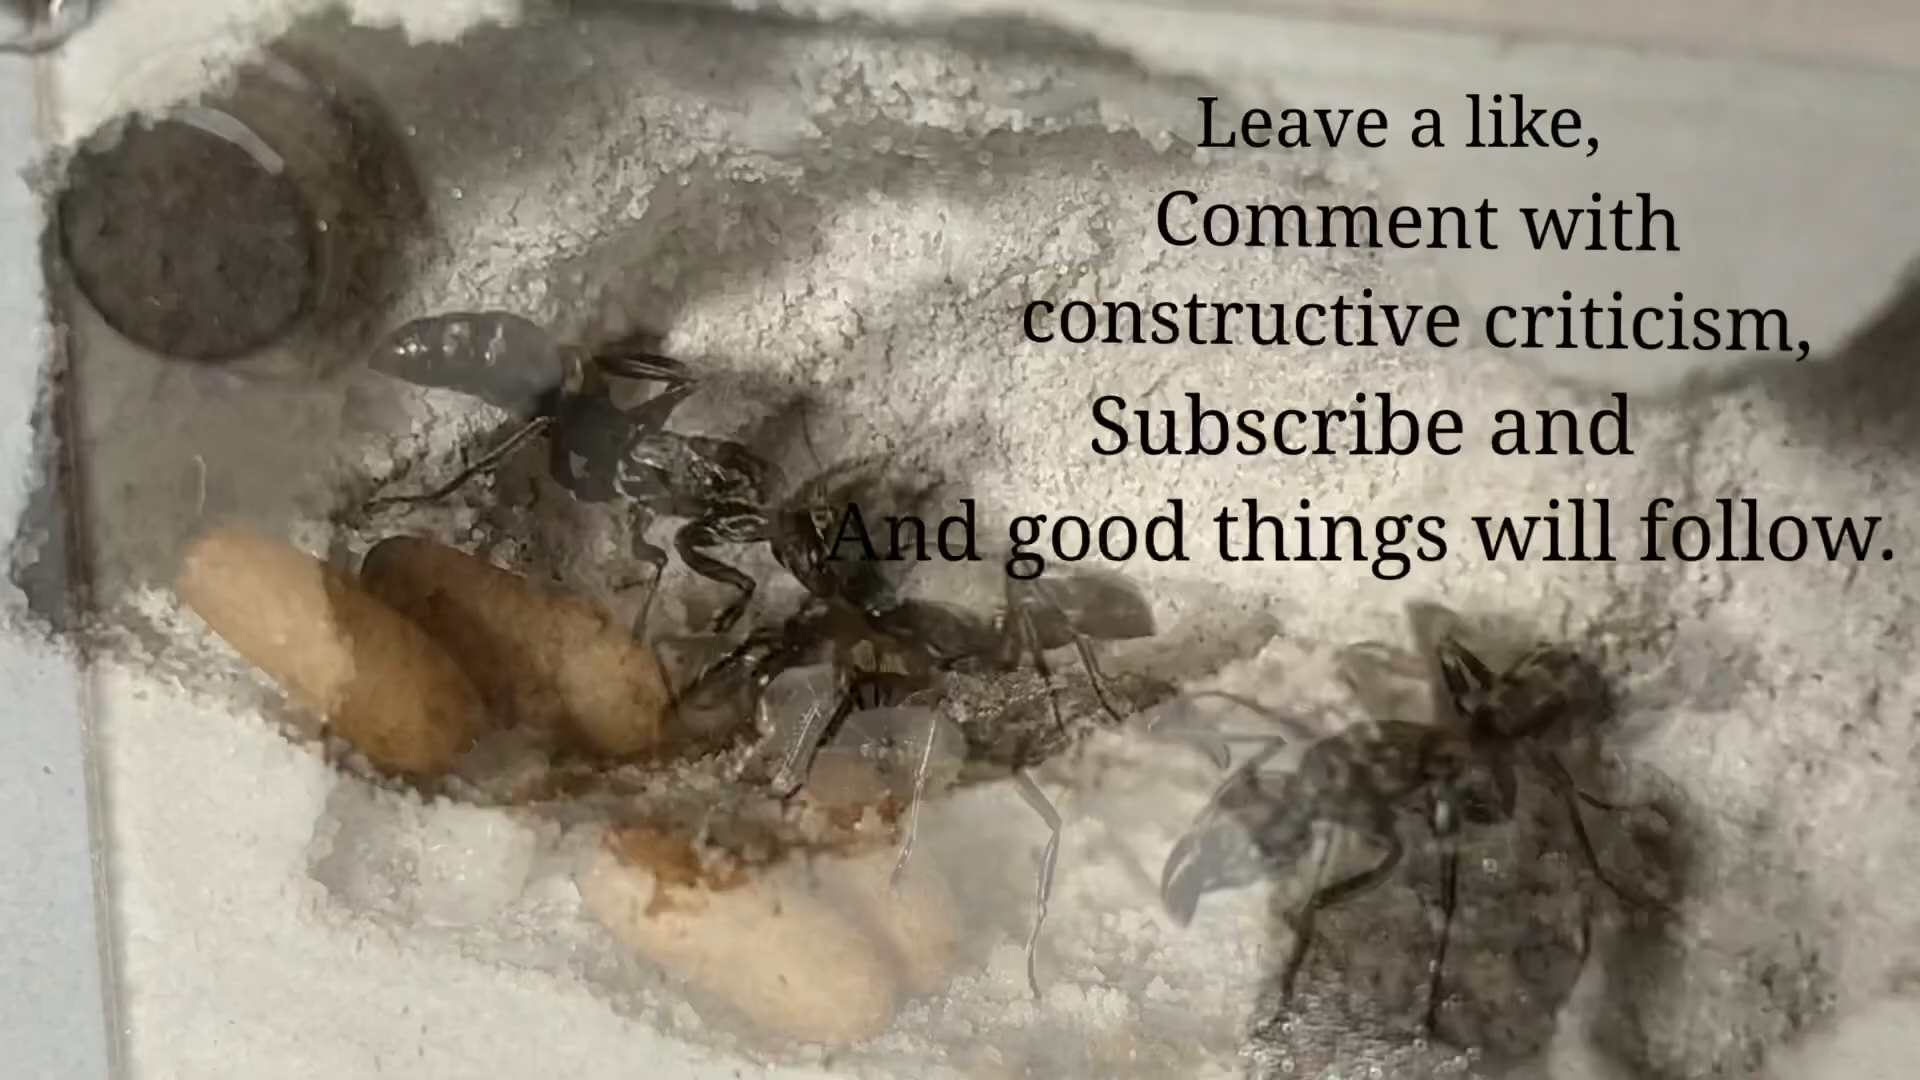 Leave a like,
Comment with
constructive criticism,
Subscribe and
And good things will follow.